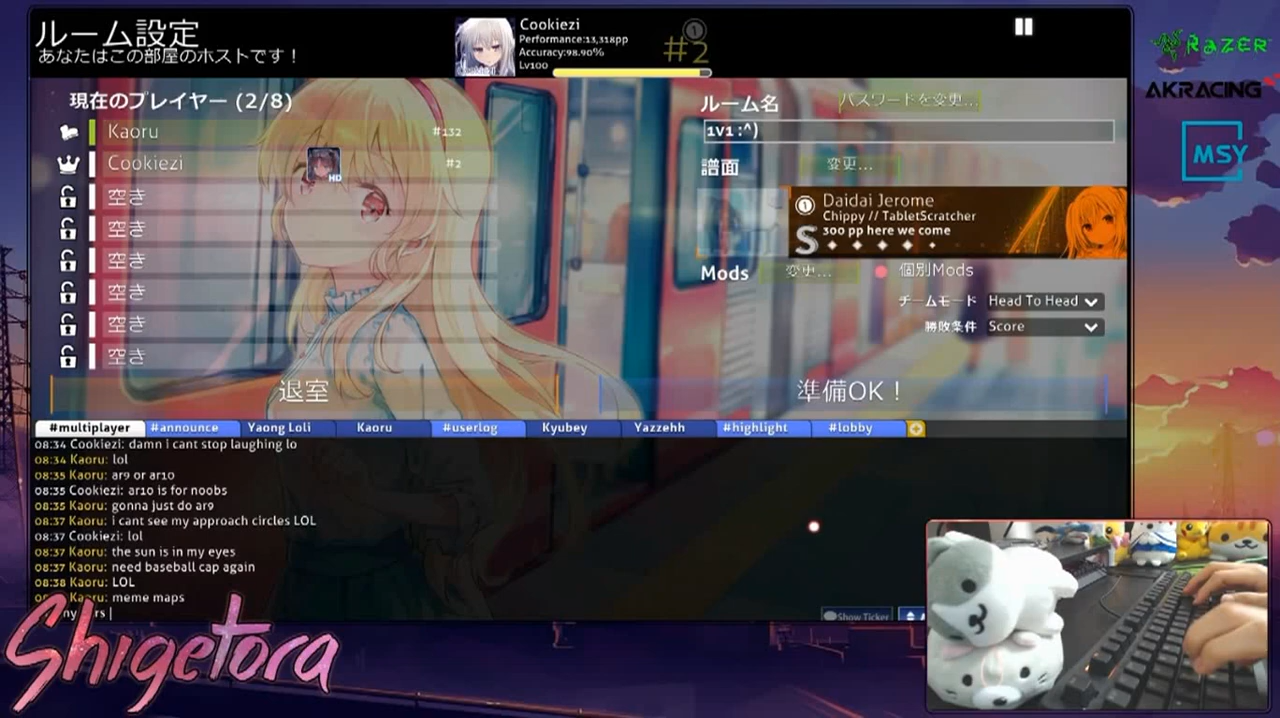 ルーム設定
あなたはこの部屋のホストです！
Cookiezi
Performance:13,318pp
Accuracy:98.90%
Lv100
1
#2
RAZER
AKRACING
MSY
現在のプレイヤー (2/8)
Kaoru
#132
Cookiezi
#2
HD
空き
空き
空き
空き
空き
空き
ルーム名
パスワードを変更...
1v1 :^)
譜面
変更...
Daidai Jerome
Chippy // TabletScratcher
300 pp here we come
S
Mods
変更...
個別Mods
チームモード
Head To Head
勝敗条件
Score
退室
準備OK！
#multiplayer
#announce
Yaong Loli
Kaoru
#userlog
Kyubey
Yazzehh
#highlight
#lobby
08:34 Cookiezi: damn i cant stop laughing lo
08:34 Kaoru: lol
08:35 Kaoru: ar9 or ar10
08:35 Cookiezi: ar10 is for noobs
08:35 Kaoru: gonna just do ar9
08:37 Kaoru: i cant see my approach circles LOL
08:37 Cookiezi: lol
08:37 Kaoru: the sun is in my eyes
08:37 Kaoru: need baseball cap again
08:38 Kaoru: LOL
Kaoru: meme maps
Show Ticker
Shigetora